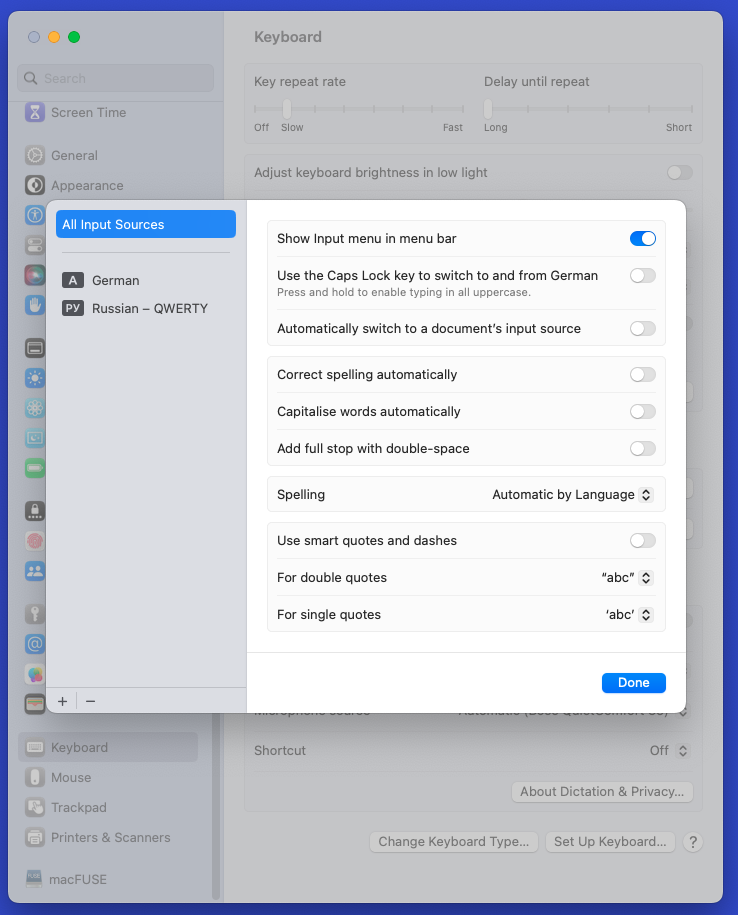 Keyboard
Search
Key repeat rate
Delay until repeat
Off
Slow
Fast
Long
Short
Adjust keyboard brightness in low light
Screen Time
General
Appearance
All Input Sources
A German
РУ Russian – QWERTY
+ −
Show Input menu in menu bar
Use the Caps Lock key to switch to and from German
Press and hold to enable typing in all uppercase.
Automatically switch to a document’s input source
Correct spelling automatically
Capitalise words automatically
Add full stop with double-space
Spelling Automatic by Language
Use smart quotes and dashes
For double quotes “abc”
For single quotes ‘abc’
Done
Keyboard
Mouse
Trackpad
Printers & Scanners
macFUSE
Shortcut Off
About Dictation & Privacy…
Change Keyboard Type…
Set Up Keyboard…
?